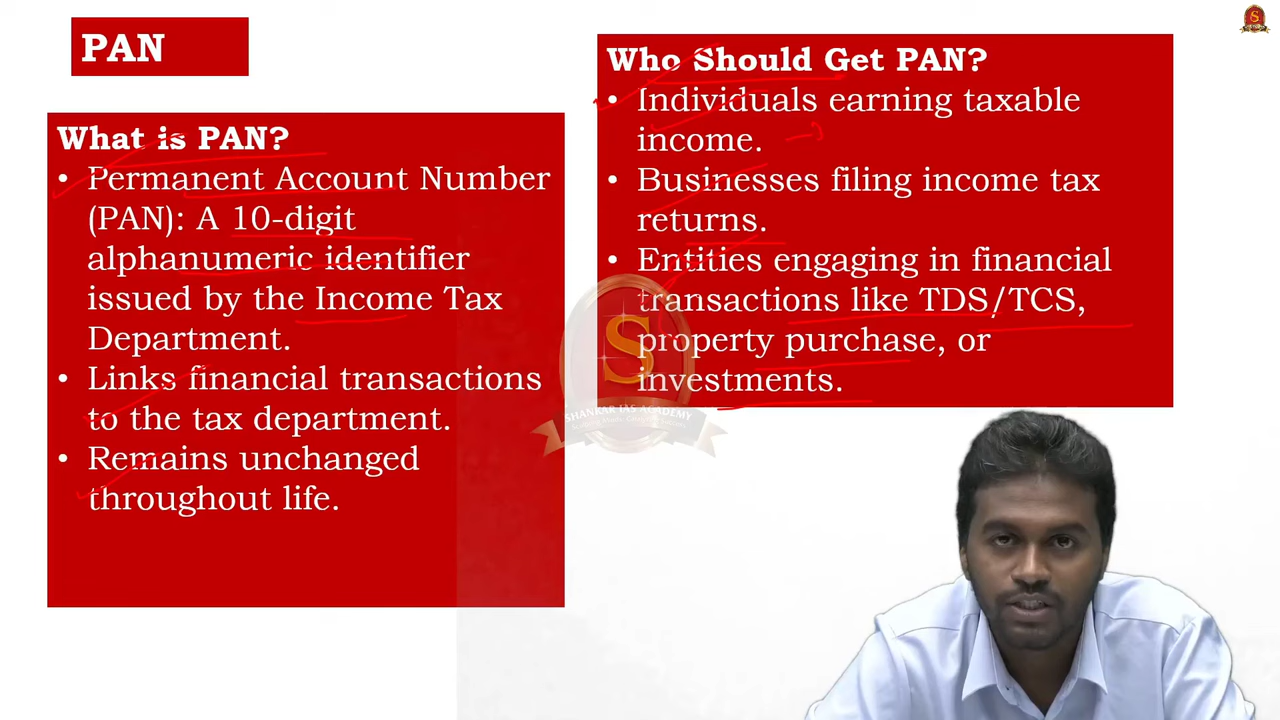 PAN
What is PAN?
• Permanent Account Number
(PAN): A 10-digit
alphanumeric identifier
issued by the Income Tax
Department.
• Links financial transactions
to the tax department.
• Remains unchanged
throughout life.
Who Should Get PAN?
• Individuals earning taxable
income.
• Businesses filing income tax
returns.
• Entities engaging in financial
transactions like TDS/TCS,
property purchase, or
investments.
S
SHANKAR IAS ACADEMY
S